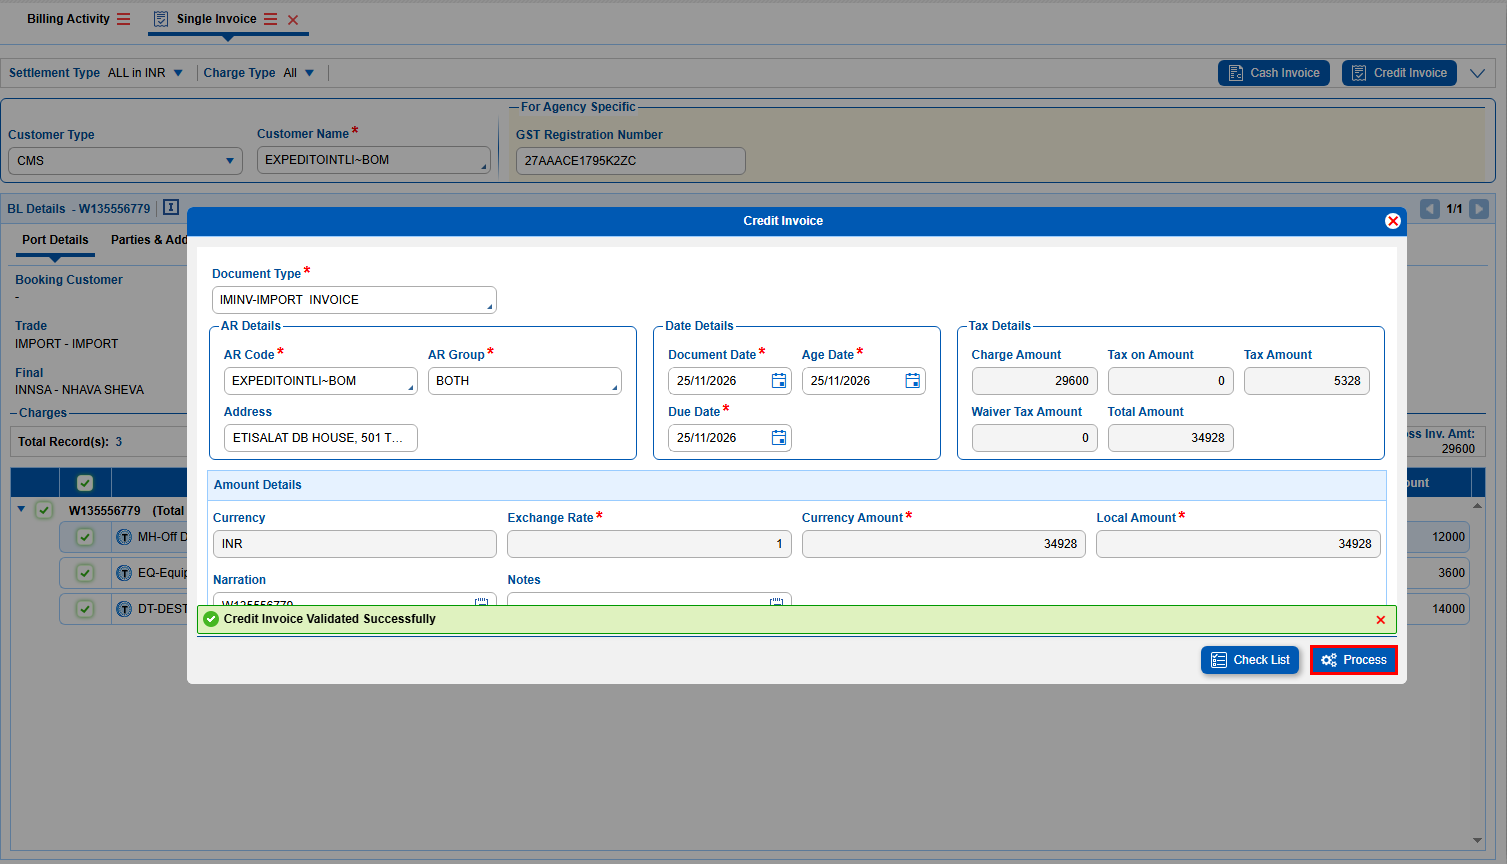 Billing Activity
Single Invoice
Settlement Type ALL in INR
Charge Type All
Cash Invoice
Credit Invoice
For Agency Specific
Customer Type
Customer Name*
GST Registration Number
CMS
EXPEDITOINTLI~BOM
27AAACE1795K2ZC
BL Details - W135556779
1/1
Credit Invoice
Port Details
Parties & Add
Booking Customer
-
Trade
IMPORT - IMPORT
Final
INNSA - NHAVA SHEVA
Charges
Total Record(s): 3
ss Inv. Amt:
29600
ount
W135556779 (Total
MH-Off D
12000
EQ-Equip
3600
DT-DEST
14000
Document Type*
IMINV-IMPORT INVOICE
AR Details
AR Code*
AR Group*
EXPEDITOINTLI~BOM
BOTH
Address
ETISALAT DB HOUSE, 501 T...
Date Details
Document Date*
Age Date*
25/11/2026
25/11/2026
Due Date*
25/11/2026
Tax Details
Charge Amount
Tax on Amount
Tax Amount
29600
0
5328
Waiver Tax Amount
Total Amount
0
34928
Amount Details
Currency
Exchange Rate*
Currency Amount*
Local Amount*
INR
1
34928
34928
Narration
Notes
W135556779
Credit Invoice Validated Successfully
Check List
Process